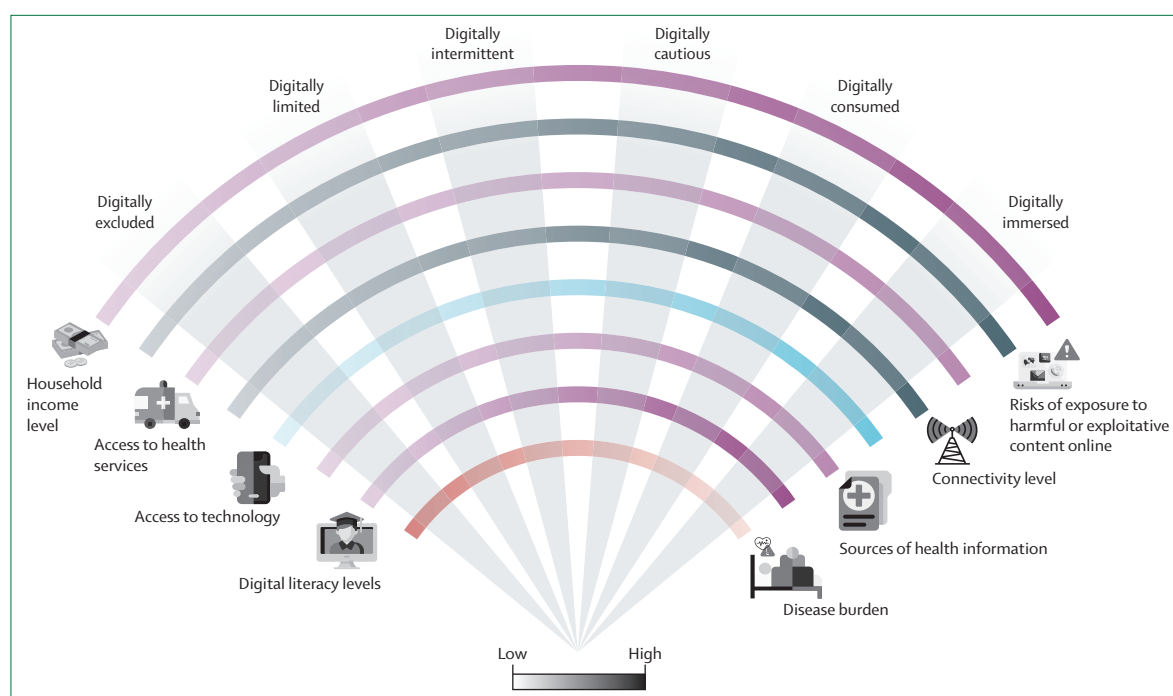 Digitally
intermittent
Digitally
cautious
Digitally
limited
Digitally
consumed
Digitally
excluded
Digitally
immersed
Household
income
level
Access to health
services
Access to technology
Digital literacy levels
Risks of exposure to
harmful or exploitative
content online
Connectivity level
Sources of health information
Disease burden
Low
High